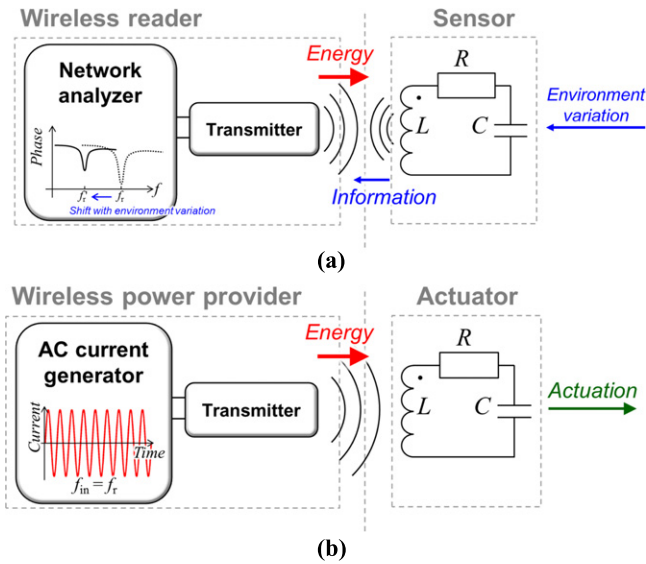 Wireless reader
Sensor
Network
analyzer
Phase
f
f'r
fr
Shift with environment variation
Transmitter
Energy
Information
R
L
C
Environment
variation
(a)
Wireless power provider
Actuator
AC current
generator
Current
Time
fin = fr
Transmitter
Energy
R
L
C
Actuation
(b)